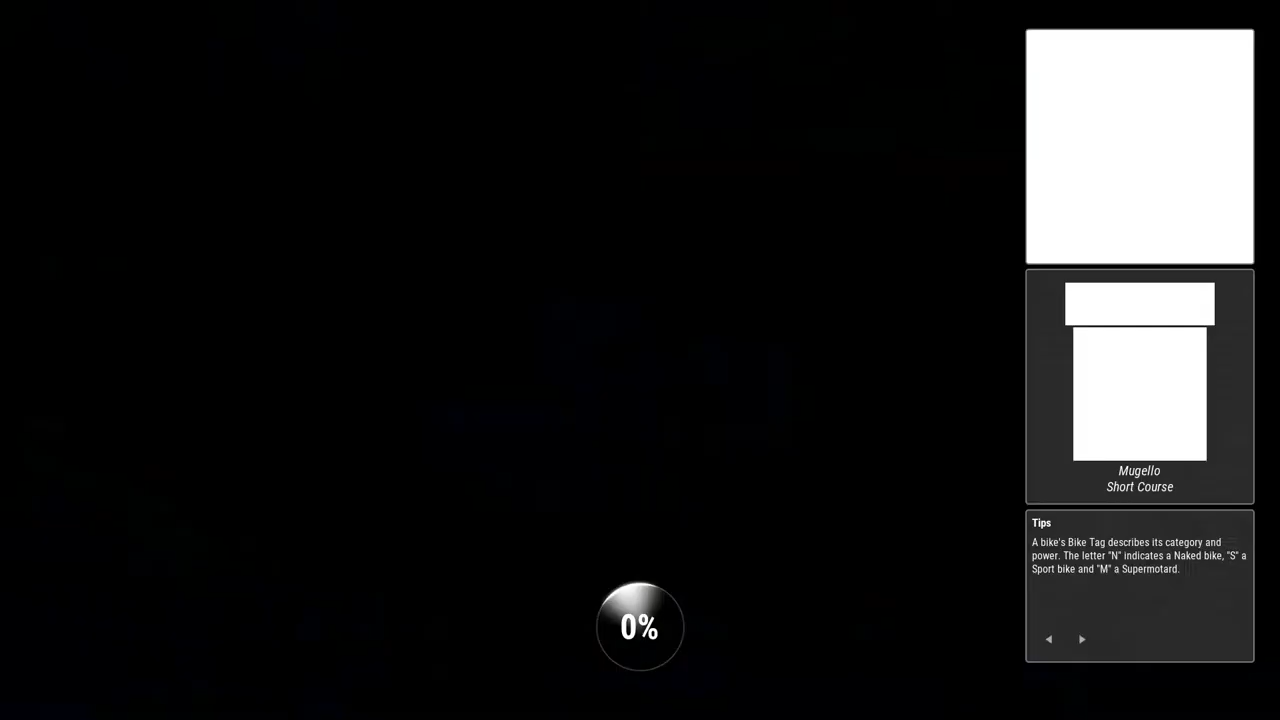 Mugello
Short Course
Tips
A bike's Bike Tag describes its category and
power. The letter "N" indicates a Naked bike, "S" a
Sport bike and "M" a Supermotard.
0%